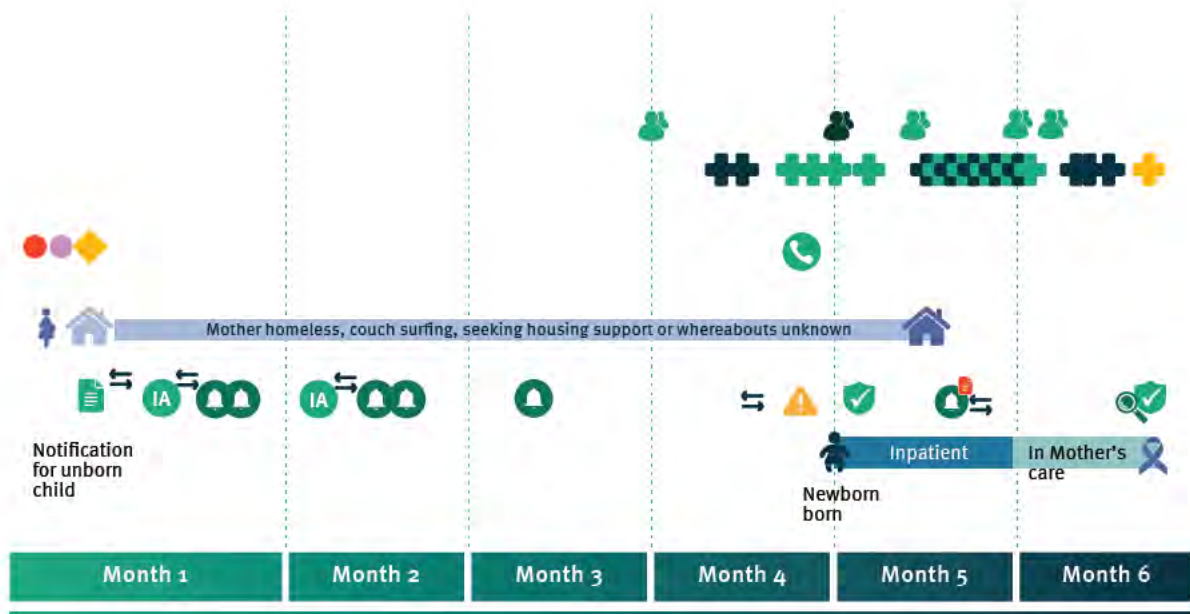 Mother homeless, couch surfing, seeking housing support or whereabouts unknown
IA
IA
Notification
for unborn
child
Inpatient
In Mother's
care
Newborn
born
Month 1
Month 2
Month 3
Month 4
Month 5
Month 6